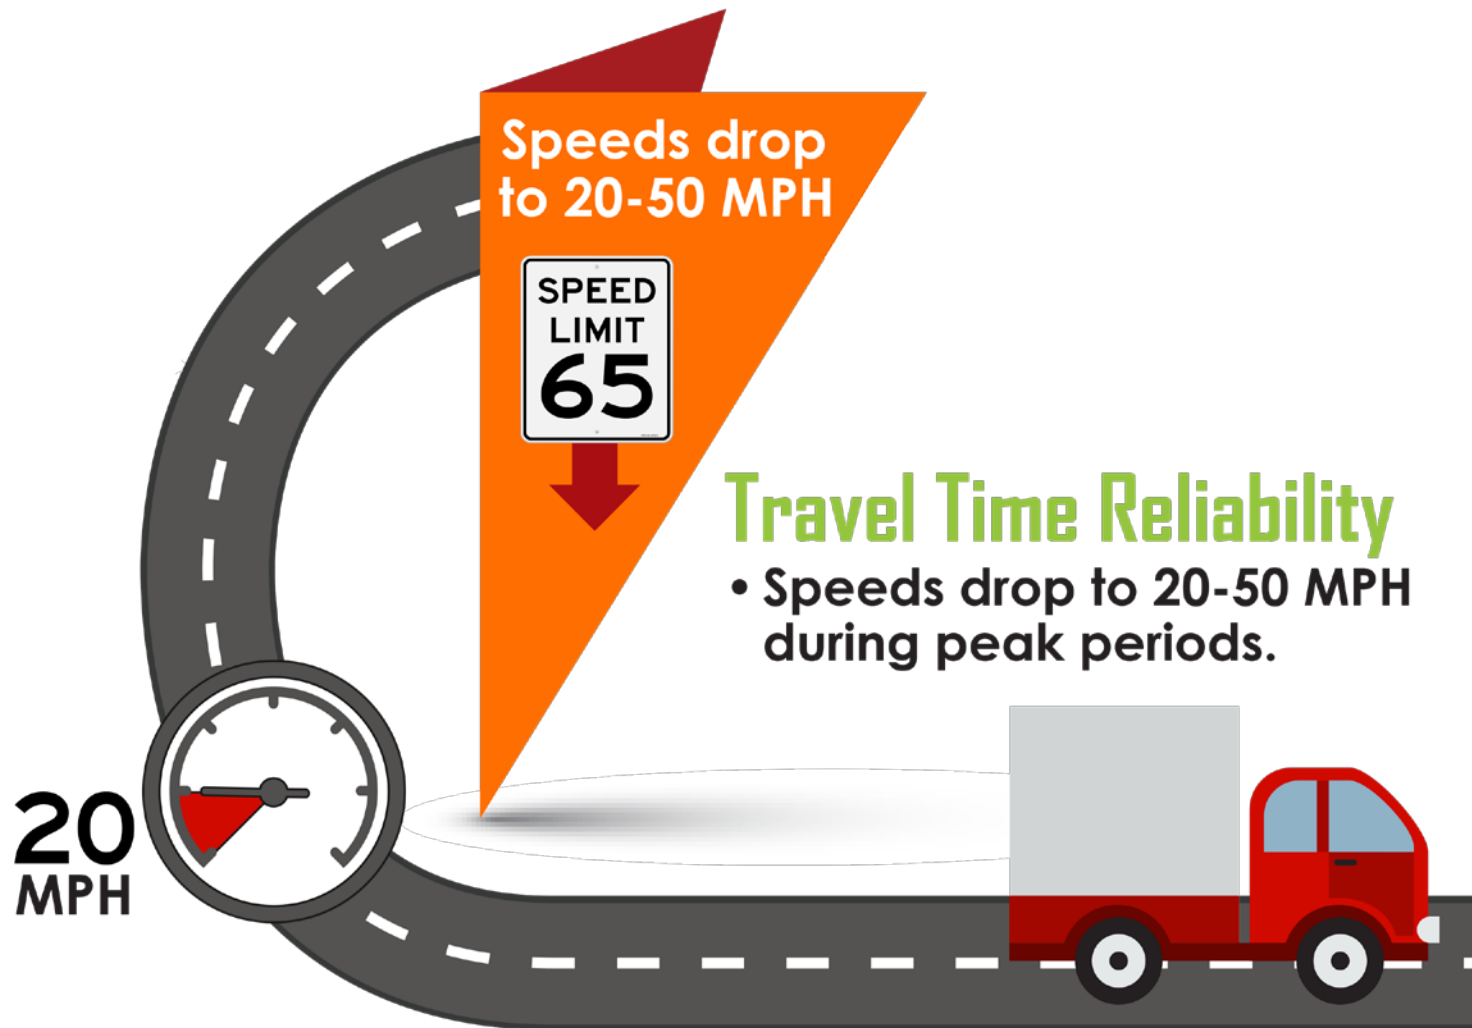 Speeds drop
to 20-50 MPH
SPEED
LIMIT
65
Travel Time Reliability
• Speeds drop to 20-50 MPH
during peak periods.
20
MPH